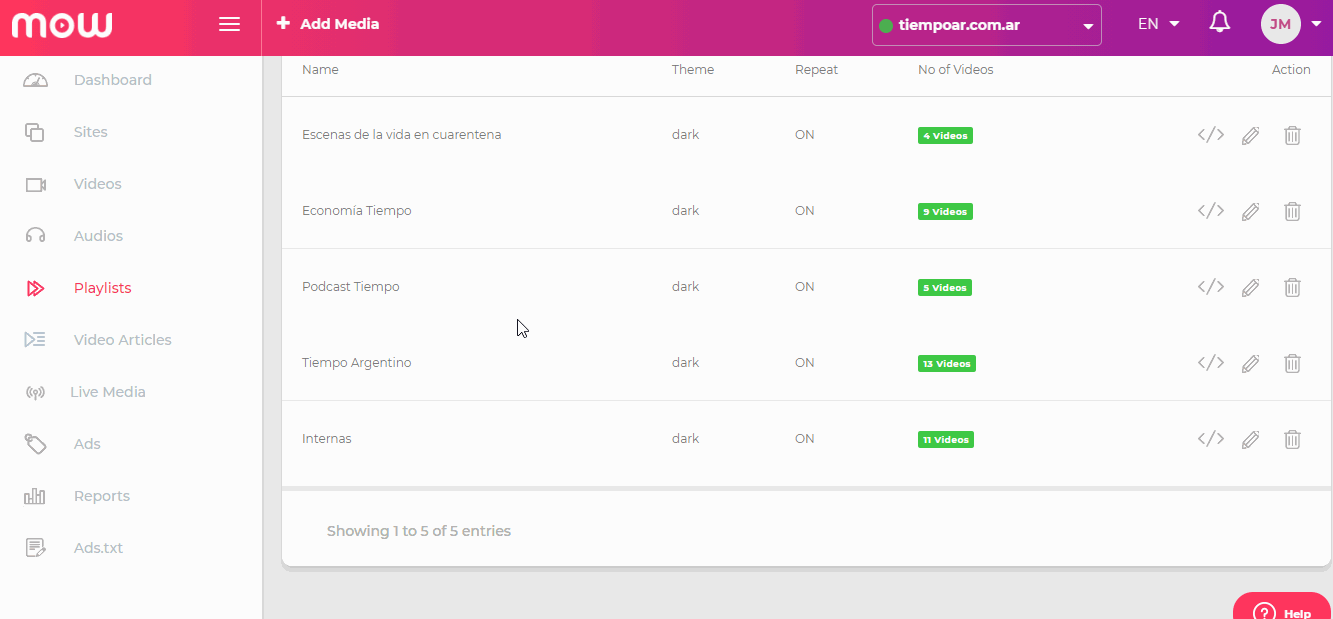 mow
+ Add Media
tiempoar.com.ar
EN
JM
Dashboard
Sites
Videos
Audios
Playlists
Video Articles
Live Media
Ads
Reports
Ads.txt
Name Theme Repeat No of Videos Action
Escenas de la vida en cuarentena dark ON 4 Videos </>
Economía Tiempo dark ON 9 Videos </>
Podcast Tiempo dark ON 5 Videos </>
Tiempo Argentino dark ON 13 Videos </>
Internas dark ON 11 Videos </>
Showing 1 to 5 of 5 entries
? Help